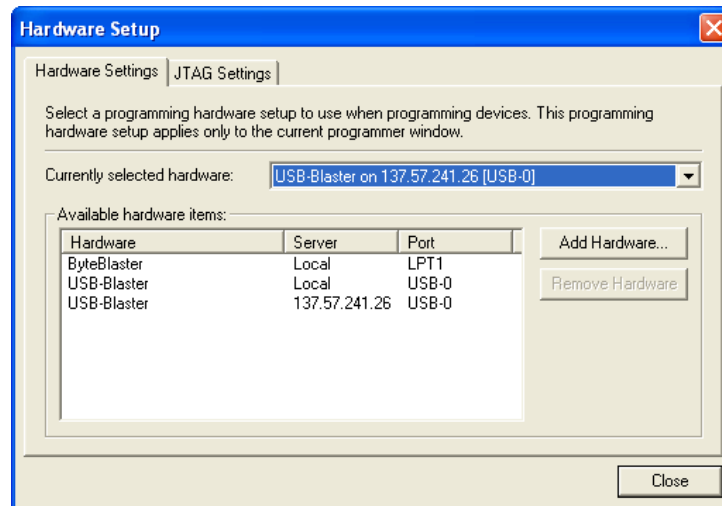 Hardware Setup
Hardware Settings JTAG Settings
Select a programming hardware setup to use when programming devices. This programming
hardware setup applies only to the current programmer window.
Currently selected hardware: USB-Blaster on 137.57.241.26 [USB-0]
Available hardware items:
Hardware Server Port
ByteBlaster Local LPT1
USB-Blaster Local USB-0
USB-Blaster 137.57.241.26 USB-0
Add Hardware...
Remove Hardware
Close